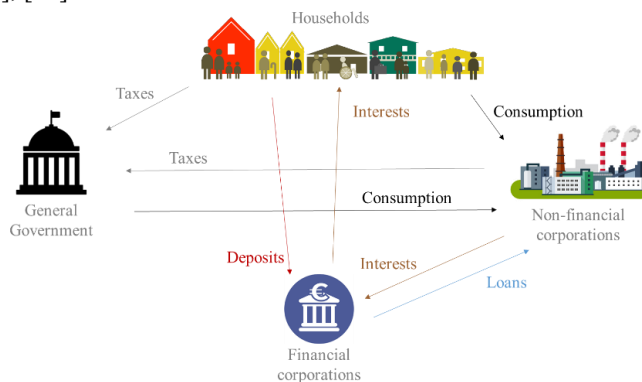 Households
Taxes
Interests
Consumption
Taxes
Consumption
General
Government
Non-financial
corporations
Deposits
Interests
Loans
€
Financial
corporations